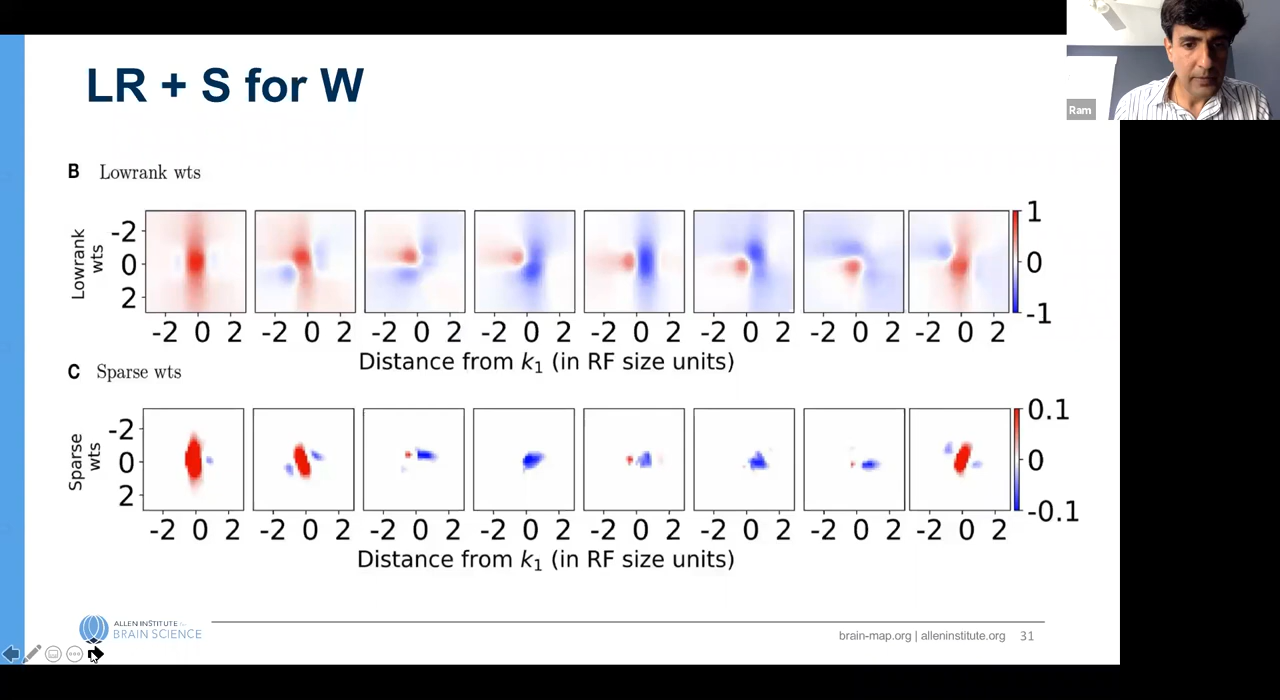 LR + S for W
Ram
B Lowrank wts
Lowrank
wts
-2
0
2
1
0
-1
-2 0 2 -2 0 2 -2 0 2 -2 0 2 -2 0 2 -2 0 2 -2 0 2 -2 0 2
Distance from k1 (in RF size units)
C Sparse wts
Sparse
wts
-2
0
2
0.1
0
-0.1
-2 0 2 -2 0 2 -2 0 2 -2 0 2 -2 0 2 -2 0 2 -2 0 2 -2 0 2
Distance from k1 (in RF size units)
ALLEN INSTITUTE for
BRAIN SCIENCE
brain-map.org | alleninstitute.org 31